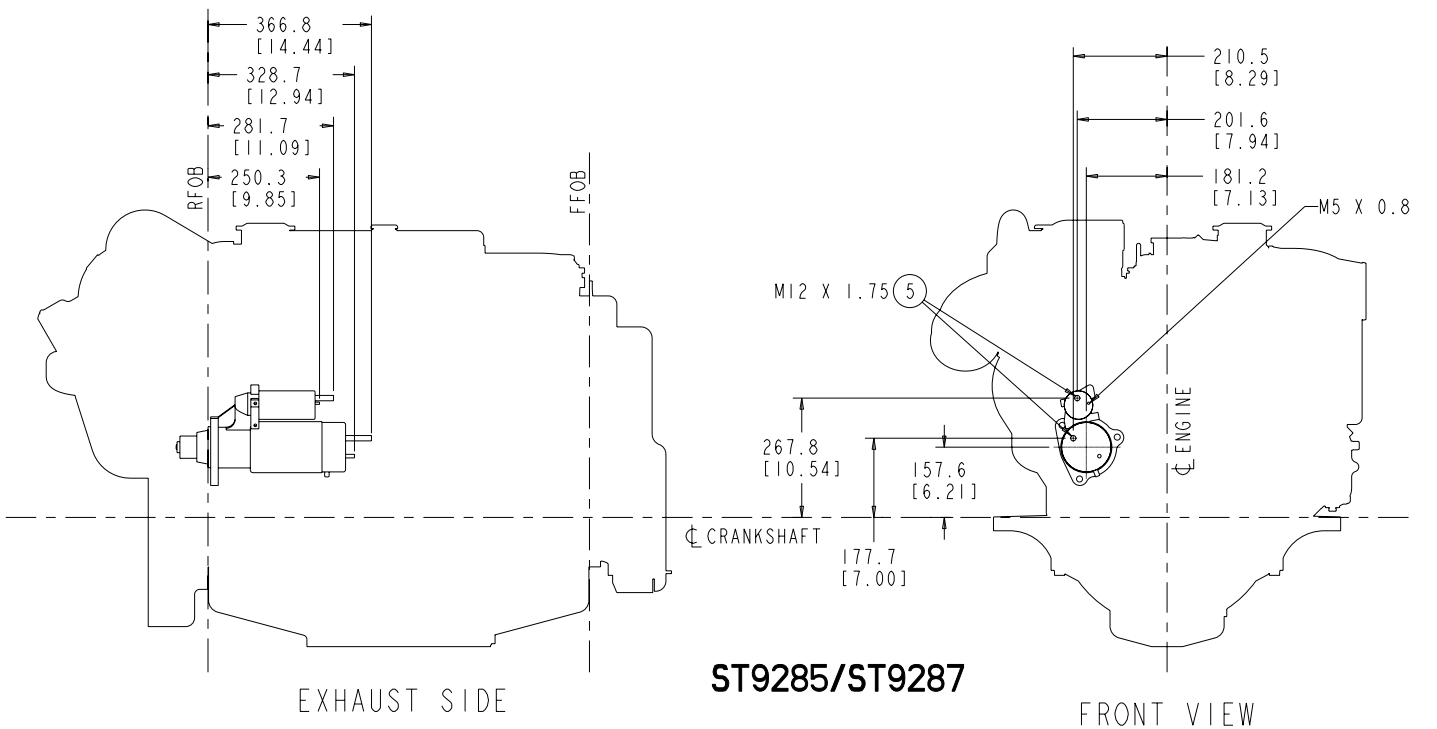 366.8
[14.44]
328.7
[12.94]
281.7
[11.09]
250.3
[9.85]
RFOB
FFOB
210.5
[8.29]
201.6
[7.94]
181.2
[7.13]
M5 X 0.8
M12 X 1.75 5
267.8
[10.54]
157.6
[6.21]
177.7
[7.00]
℄ ENGINE
℄ CRANKSHAFT
ST9285/ST9287
EXHAUST SIDE
FRONT VIEW